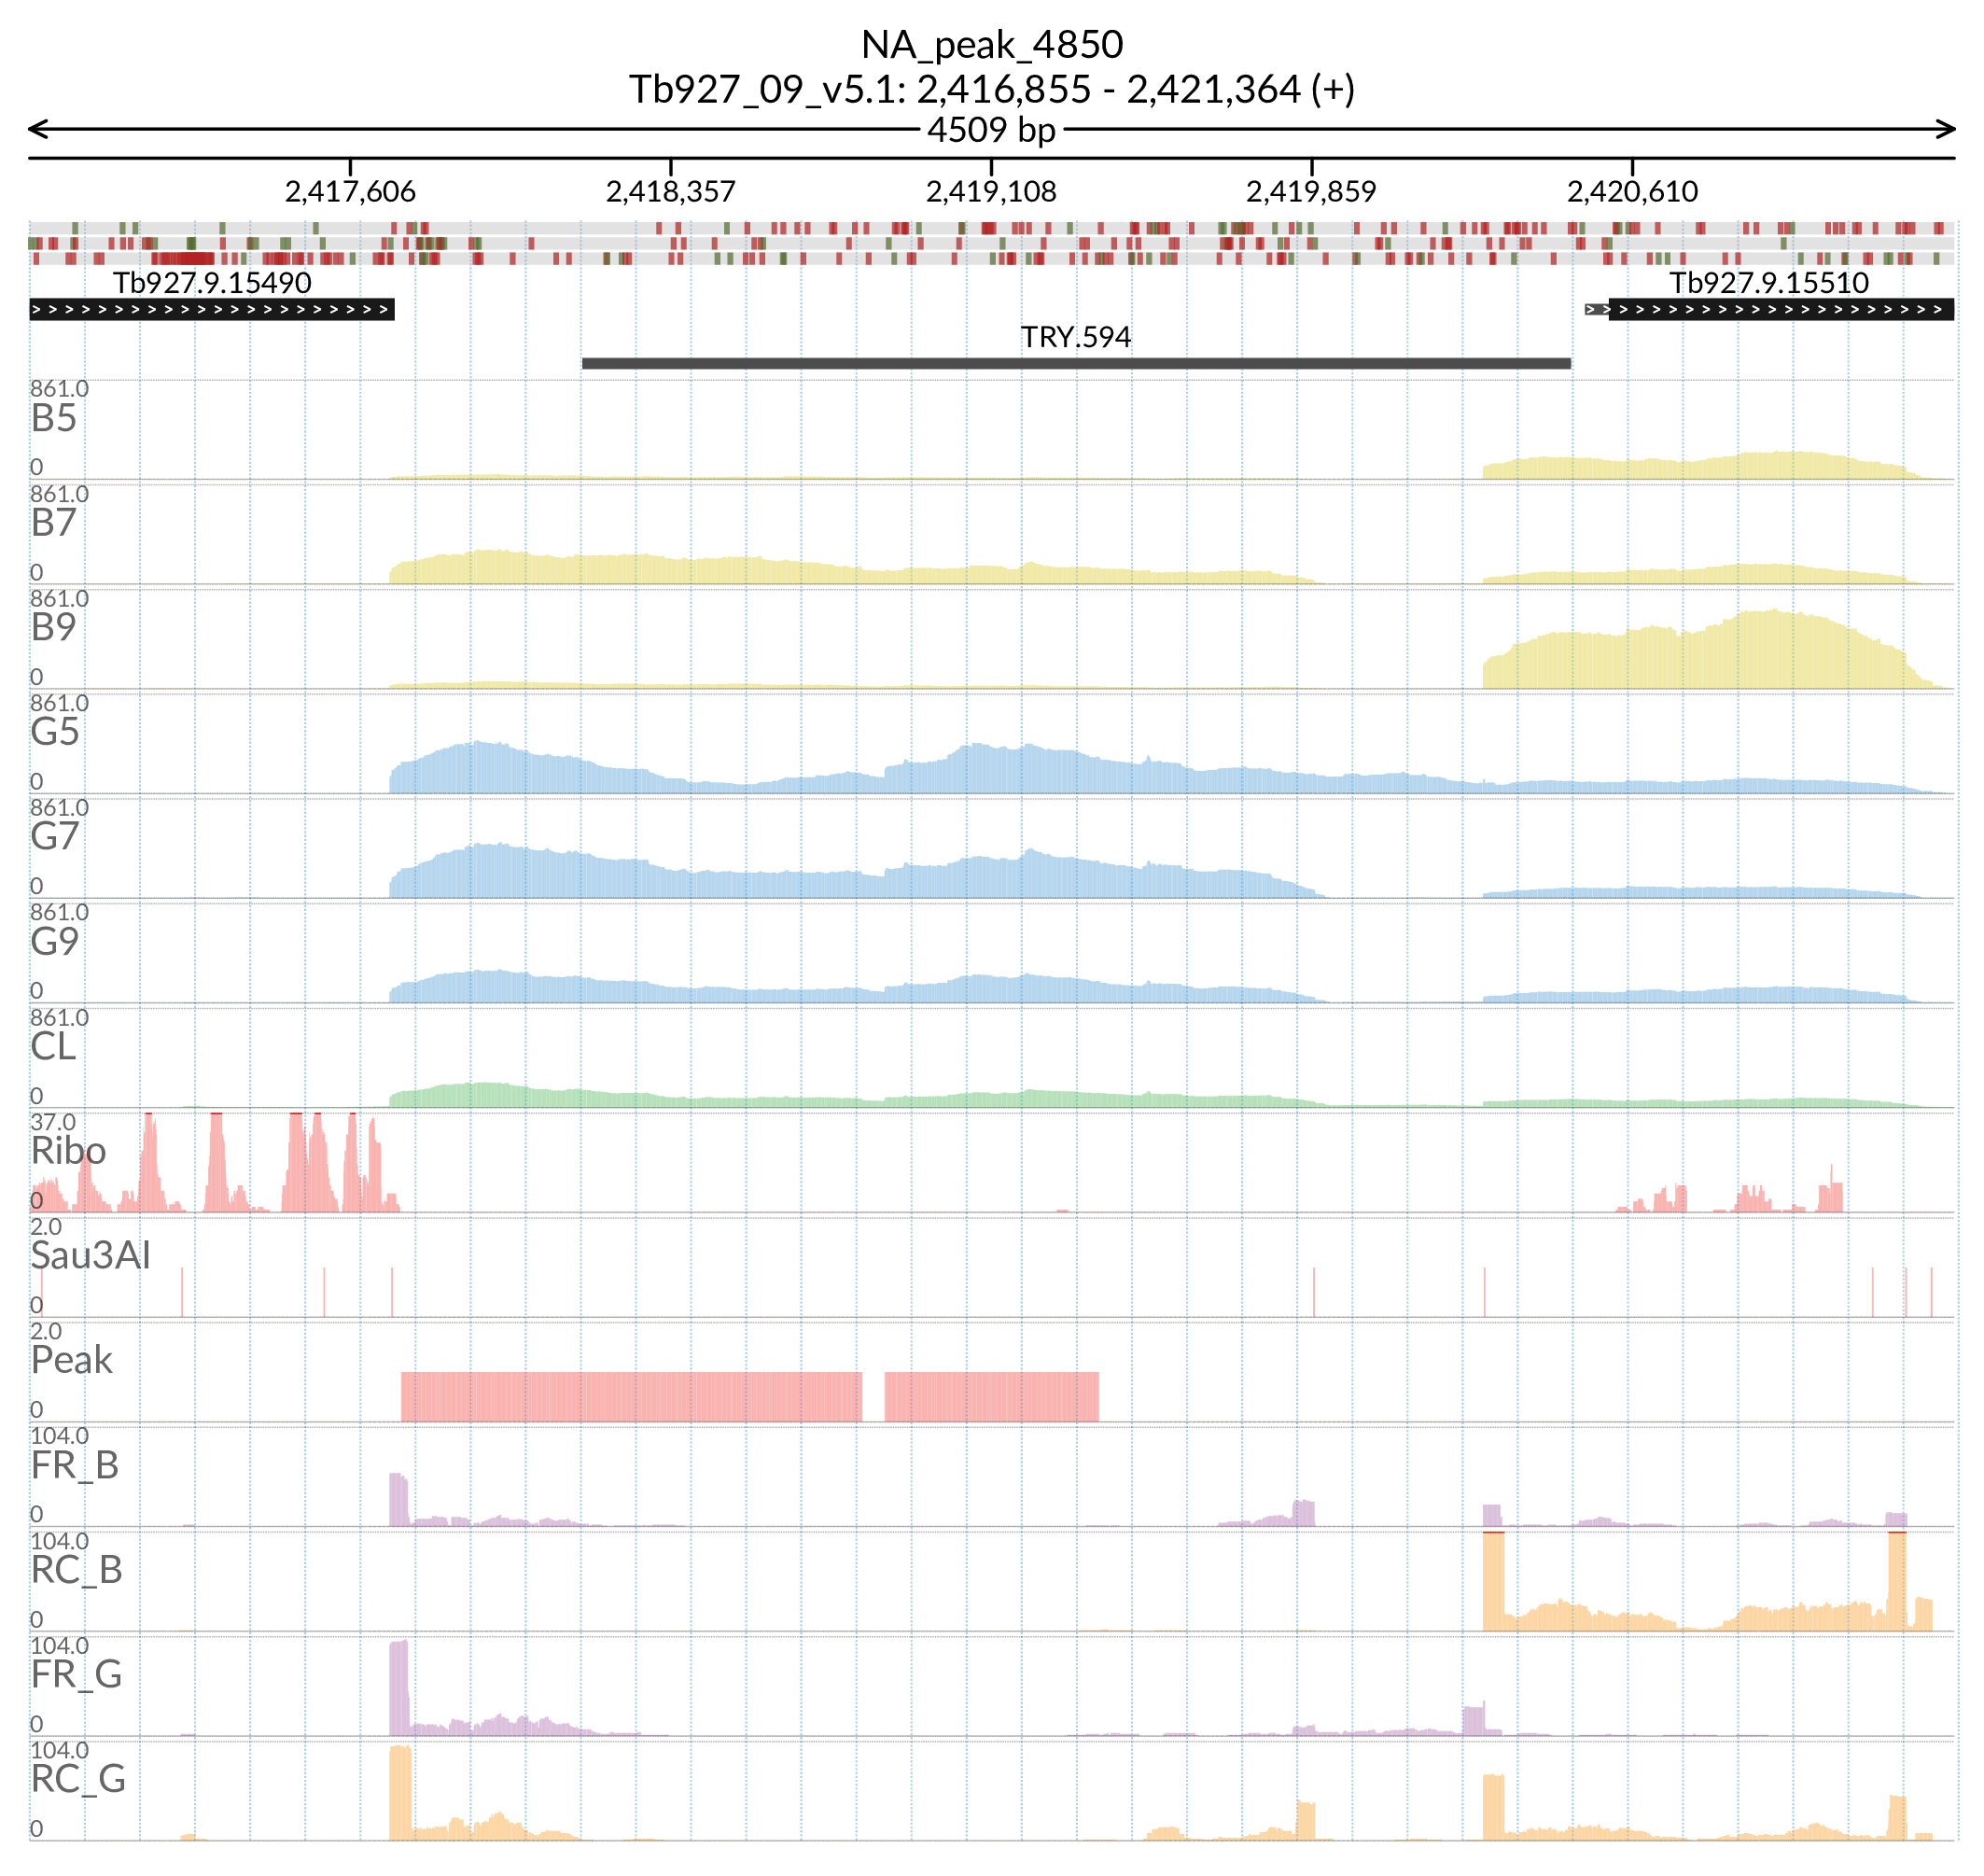 NA_peak_4850
Tb927_09_v5.1: 2,416,855 - 2,421,364 (+)
4509 bp
2,417,606 2,418,357 2,419,108 2,419,859 2,420,610
Tb927.9.15490 Tb927.9.15510
TRY.594
861.0
B5
0
861.0
B7
0
861.0
B9
0
861.0
G5
0
861.0
G7
0
861.0
G9
0
861.0
CL
0
37.0
Ribo
0
2.0
Sau3AI
0
2.0
Peak
0
104.0
FR_B
0
104.0
RC_B
0
104.0
FR_G
0
104.0
RC_G
0